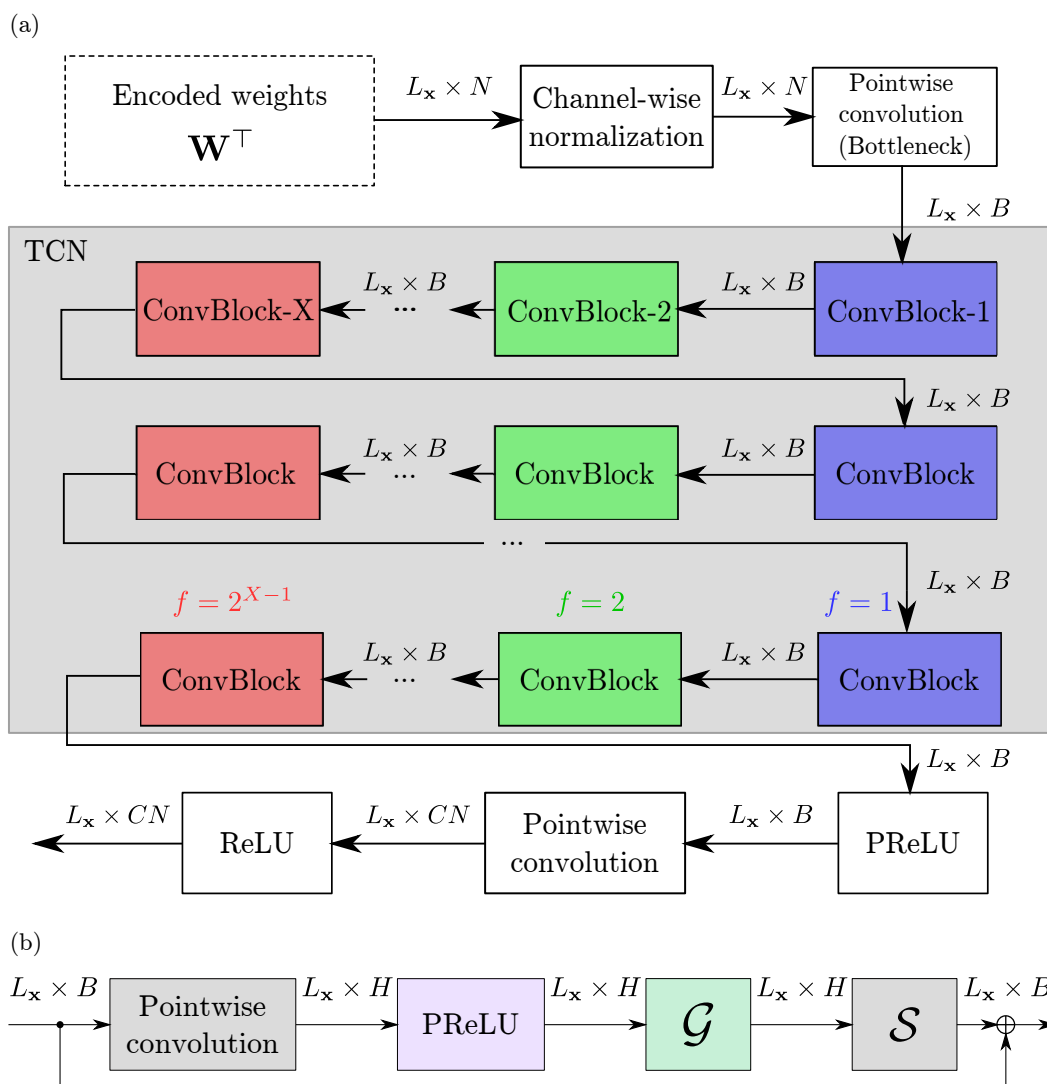 (a)
Encoded weights
W⊤
L𝐱 × N
Channel-wise
normalization
L𝐱 × N
Pointwise
convolution
(Bottleneck)
L𝐱 × B
TCN
ConvBlock-X
L𝐱 × B
...
ConvBlock-2
L𝐱 × B
ConvBlock-1
L𝐱 × B
ConvBlock
L𝐱 × B
...
ConvBlock
L𝐱 × B
ConvBlock
...
L𝐱 × B
f = 2^{X−1}
f = 2
f = 1
ConvBlock
L𝐱 × B
...
ConvBlock
L𝐱 × B
ConvBlock
L𝐱 × B
L𝐱 × CN
ReLU
L𝐱 × CN
Pointwise
convolution
L𝐱 × B
PReLU
(b)
L𝐱 × B
Pointwise
convolution
L𝐱 × H
PReLU
L𝐱 × H
𝒢
L𝐱 × H
𝒮
L𝐱 × B